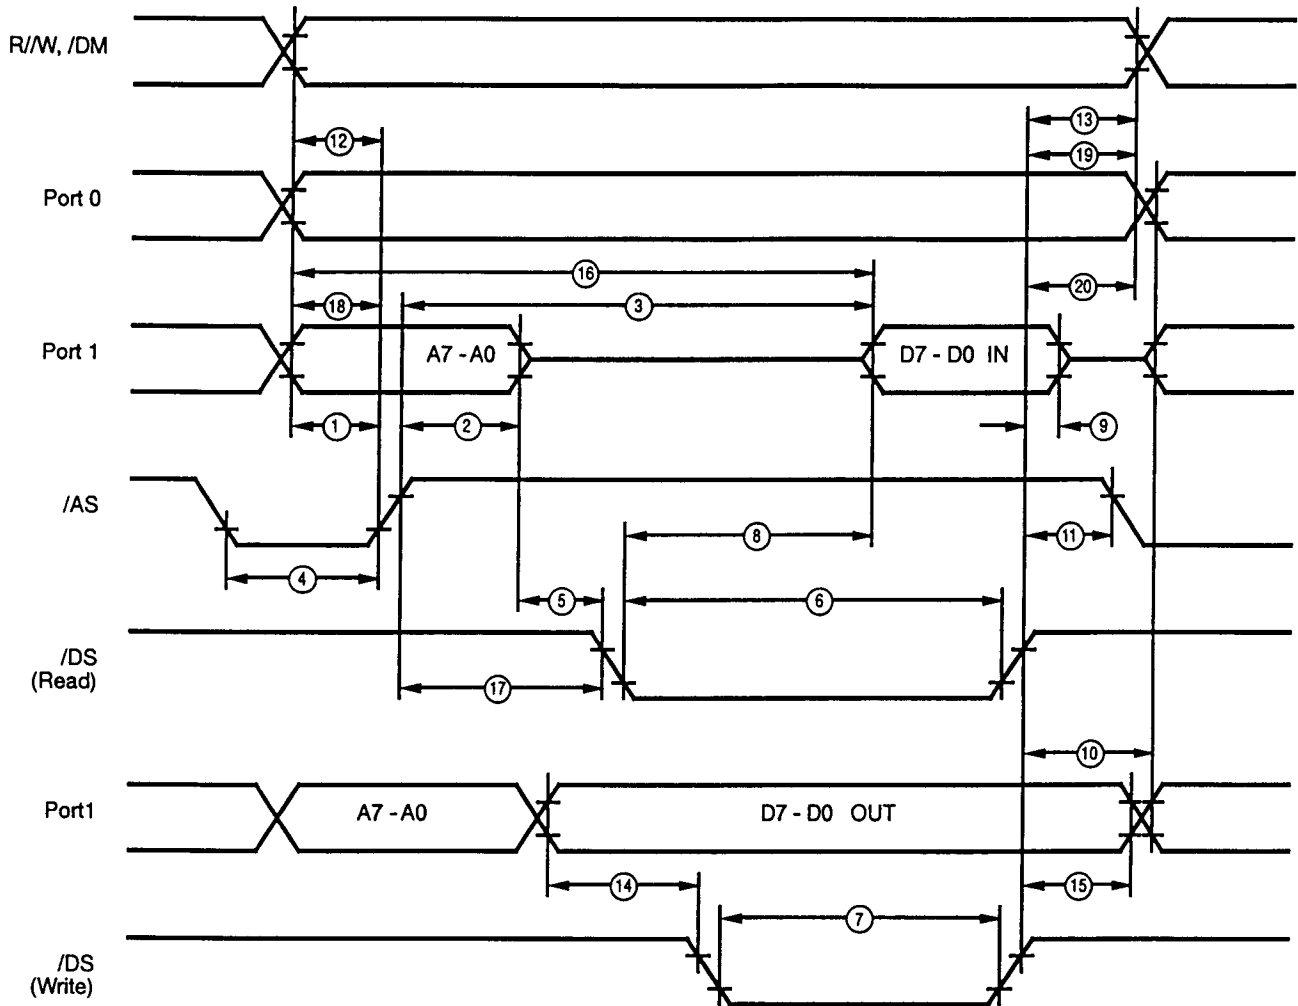 R//W, /DM
13
12
19
Port 0
16
20
18
3
Port 1
A7 - A0
D7 - D0 IN
1
2
9
/AS
8
11
4
5
6
/DS
(Read)
17
10
Port1
A7 - A0
D7 - D0 OUT
14
15
7
/DS
(Write)